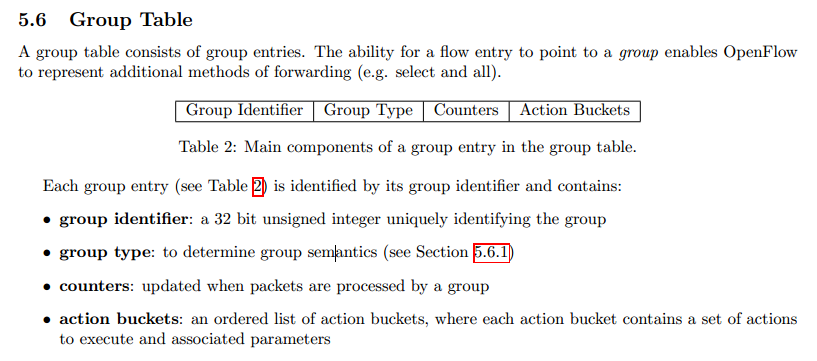 5.6 Group Table
A group table consists of group entries. The ability for a flow entry to point to a group enables OpenFlow
to represent additional methods of forwarding (e.g. select and all).
Group Identifier Group Type Counters Action Buckets
Table 2: Main components of a group entry in the group table.
Each group entry (see Table 2) is identified by its group identifier and contains:
• group identifier: a 32 bit unsigned integer uniquely identifying the group
• group type: to determine group semantics (see Section 5.6.1)
• counters: updated when packets are processed by a group
• action buckets: an ordered list of action buckets, where each action bucket contains a set of actions
to execute and associated parameters